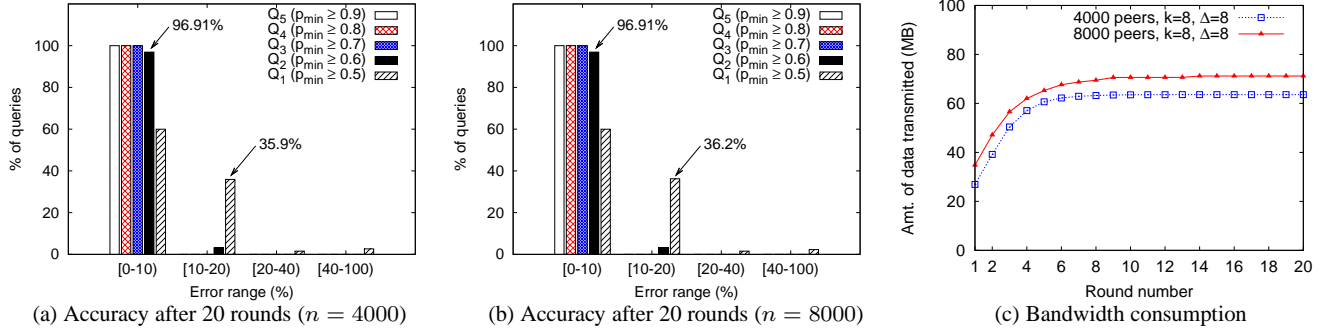 Q5 (pmin ≥ 0.9)
Q4 (pmin ≥ 0.8)
Q3 (pmin ≥ 0.7)
Q2 (pmin ≥ 0.6)
Q1 (pmin ≥ 0.5)
96.91%
35.9%
% of queries
100
80
60
40
20
0
[0-10) [10-20) [20-40) [40-100)
Error range (%)
(a) Accuracy after 20 rounds (n = 4000)
Q5 (pmin ≥ 0.9)
Q4 (pmin ≥ 0.8)
Q3 (pmin ≥ 0.7)
Q2 (pmin ≥ 0.6)
Q1 (pmin ≥ 0.5)
96.91%
36.2%
% of queries
100
80
60
40
20
0
[0-10) [10-20) [20-40) [40-100)
Error range (%)
(b) Accuracy after 20 rounds (n = 8000)
4000 peers, k=8, Δ=8
8000 peers, k=8, Δ=8
Amt. of data transmitted (MB)
100
80
60
40
20
0
1 2 4 6 8 10 12 14 16 18 20
Round number
(c) Bandwidth consumption